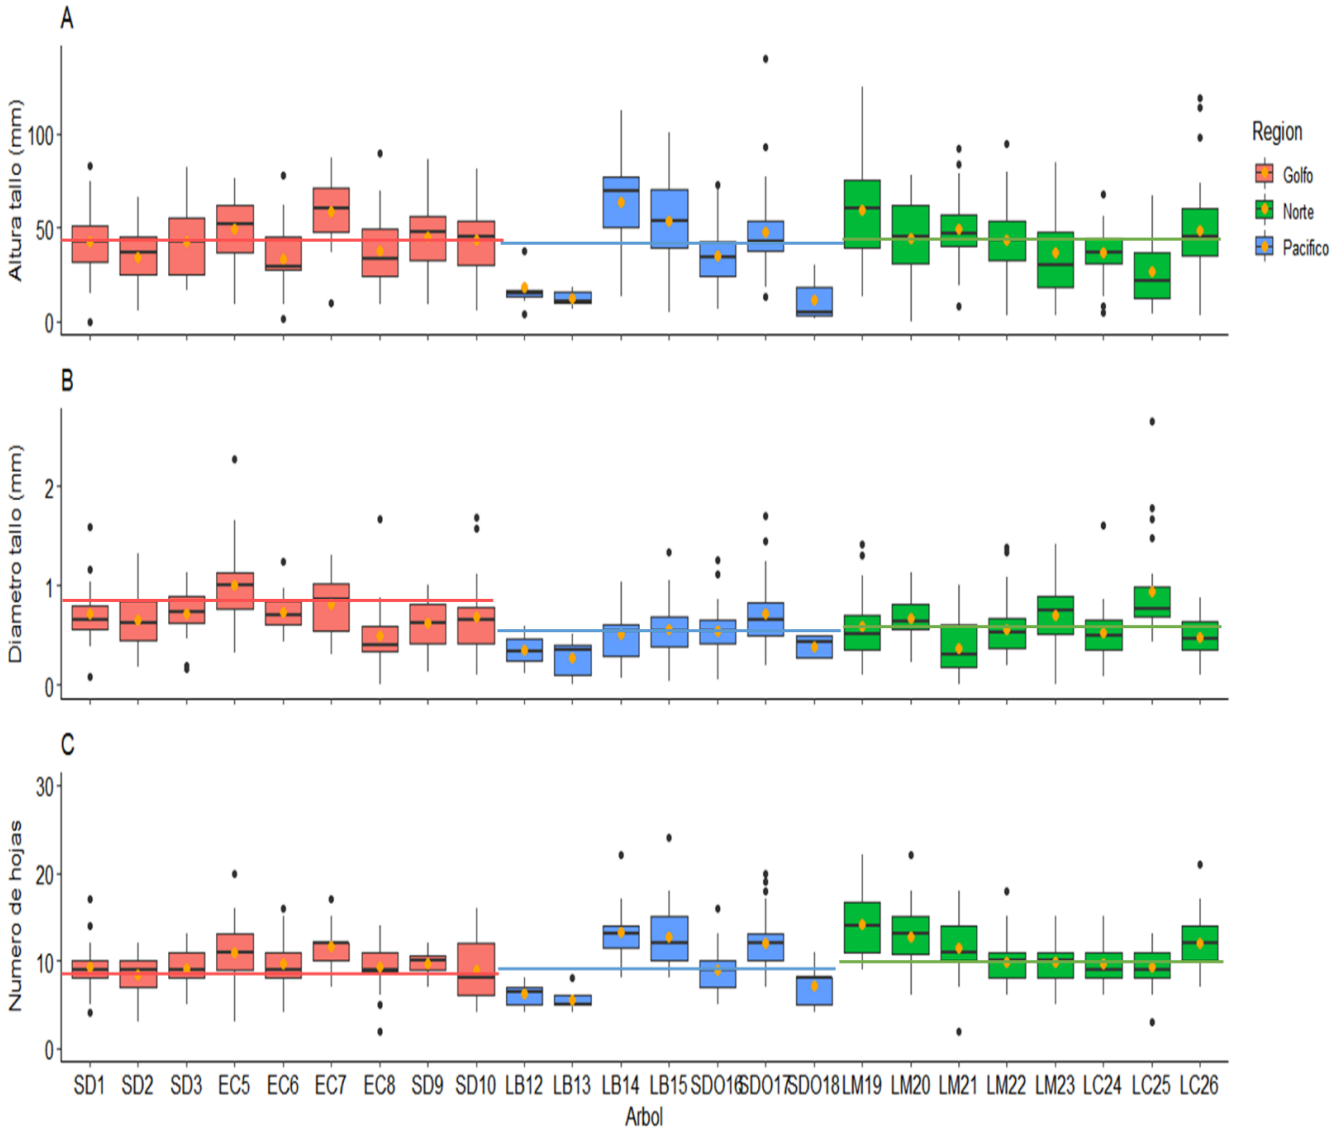 A
Altura tallo (mm)
100
50
0
Region
Golfo
Norte
Pacifico
B
Diametro tallo (mm)
2
1
0
C
Numero de hojas
30
20
10
0
SD1 SD2 SD3 EC5 EC6 EC7 EC8 SD9 SD10 LB12 LB13 LB14 LB15 SDO16 SDO17 SDO18 LM19 LM20 LM21 LM22 LM23 LC24 LC25 LC26
Arbol